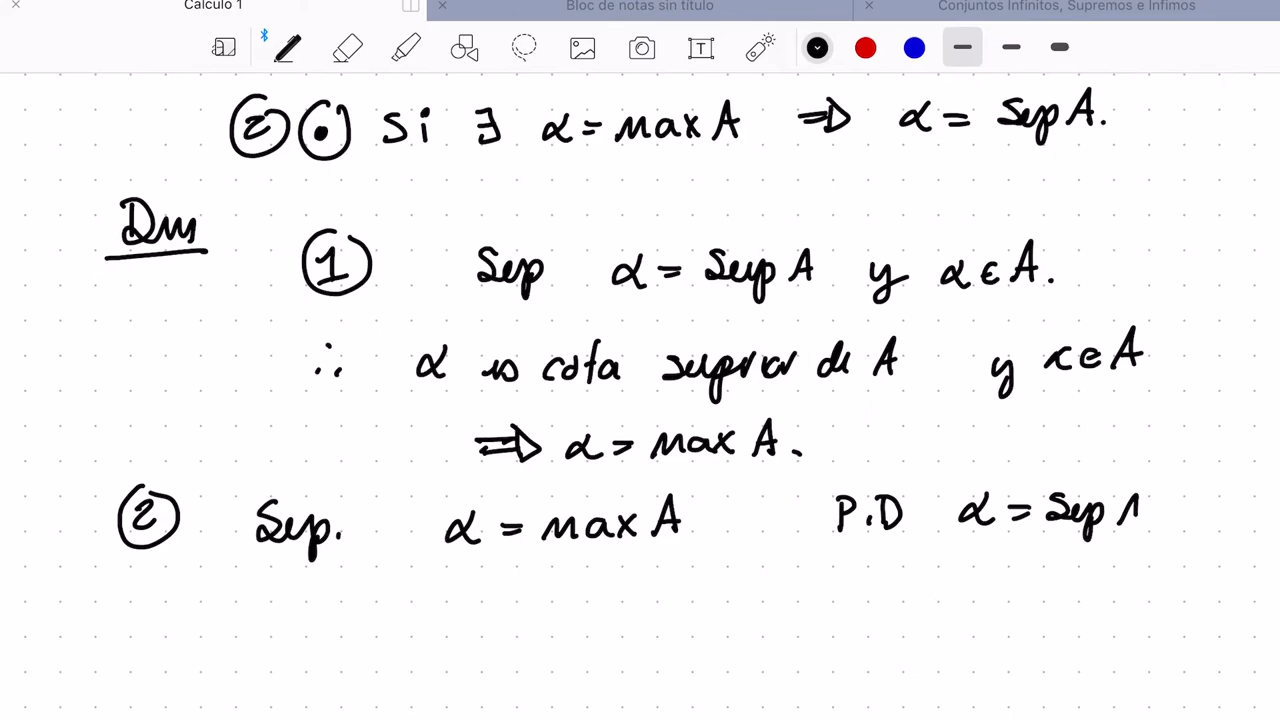 Calculo 1 Bloc de notas sin título Conjuntos Infinitos, Supremos e Infimos
T
② ⊙ Si ∃ α = max A ⇒ α = Sup A.
Dm
① Sup α = Sup A y α ∈ A.
∴ α es cota superior de A y α ∈ A
⇒ α = max A.
② Sup. α = max A P.D α = Sup A